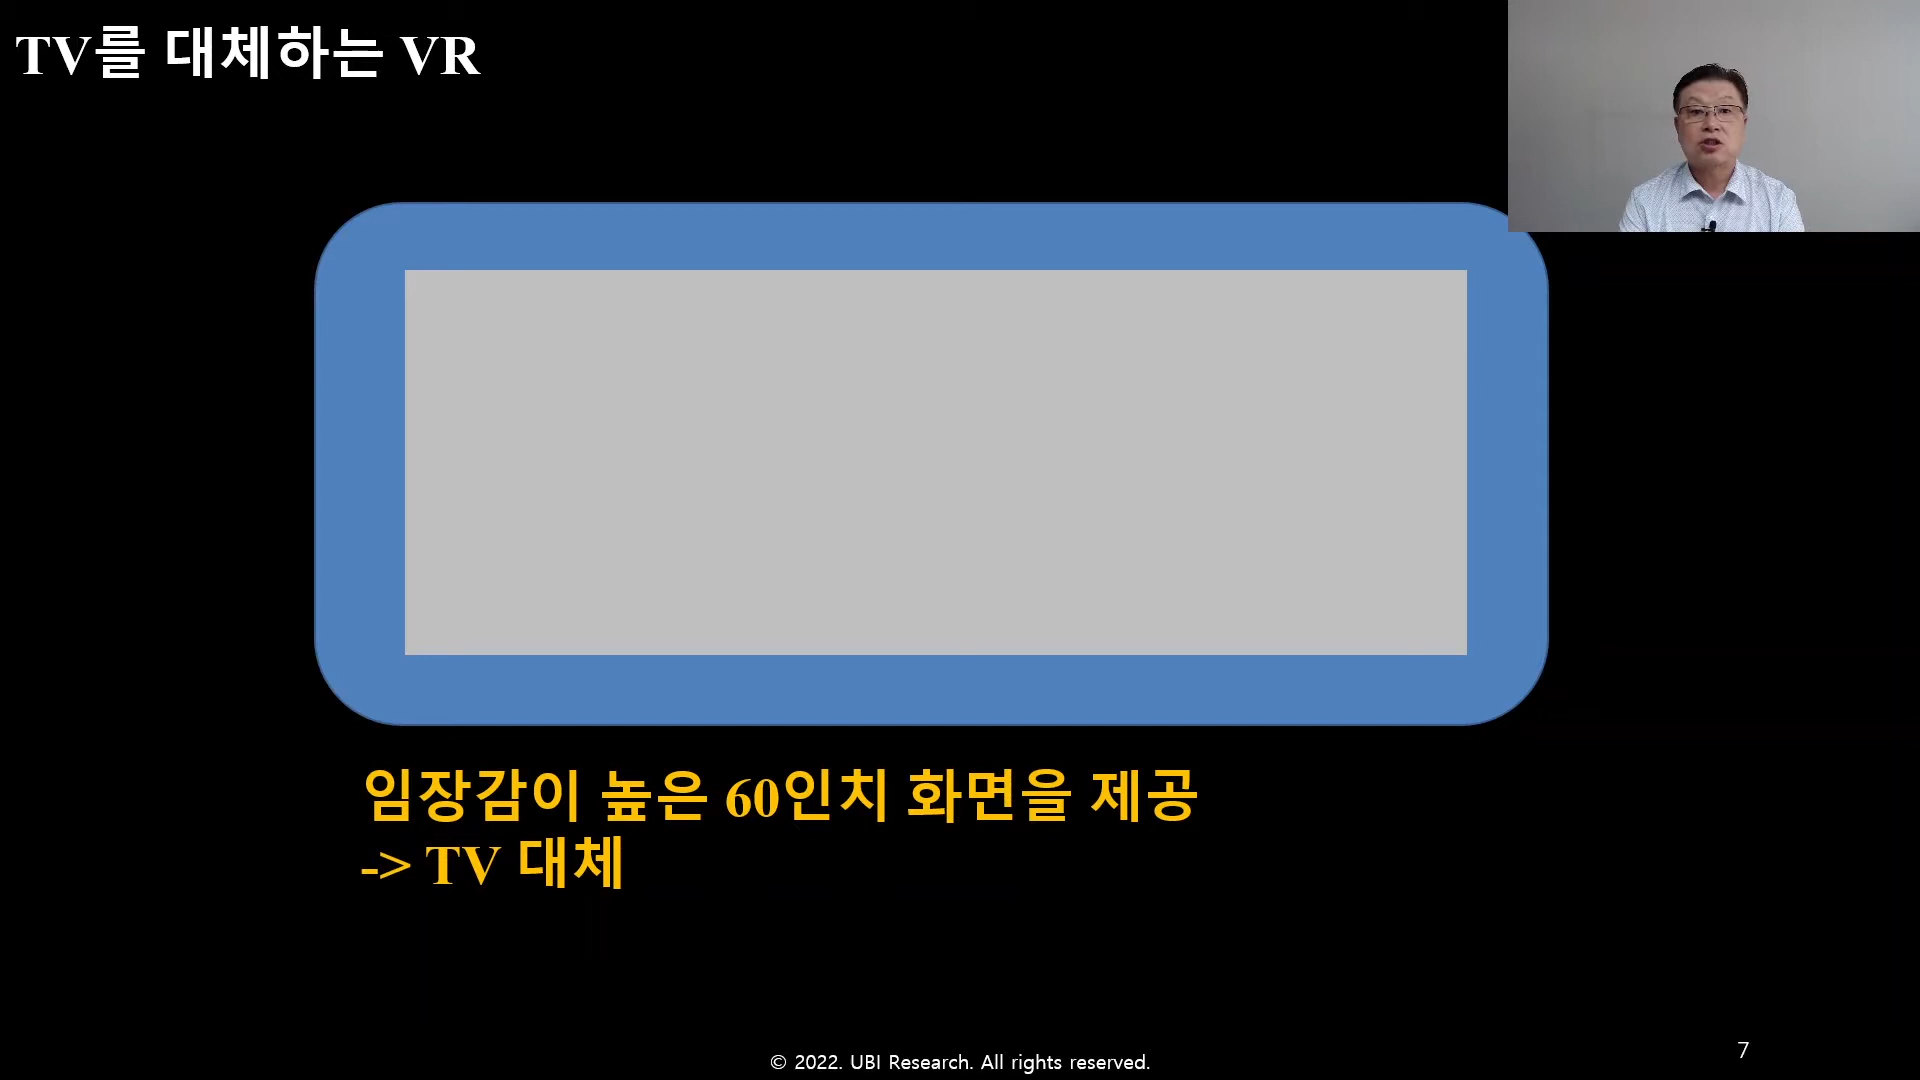 TV를 대체하는 VR
임장감이 높은 60인치 화면을 제공
-> TV 대체
© 2022. UBI Research. All rights reserved.
7